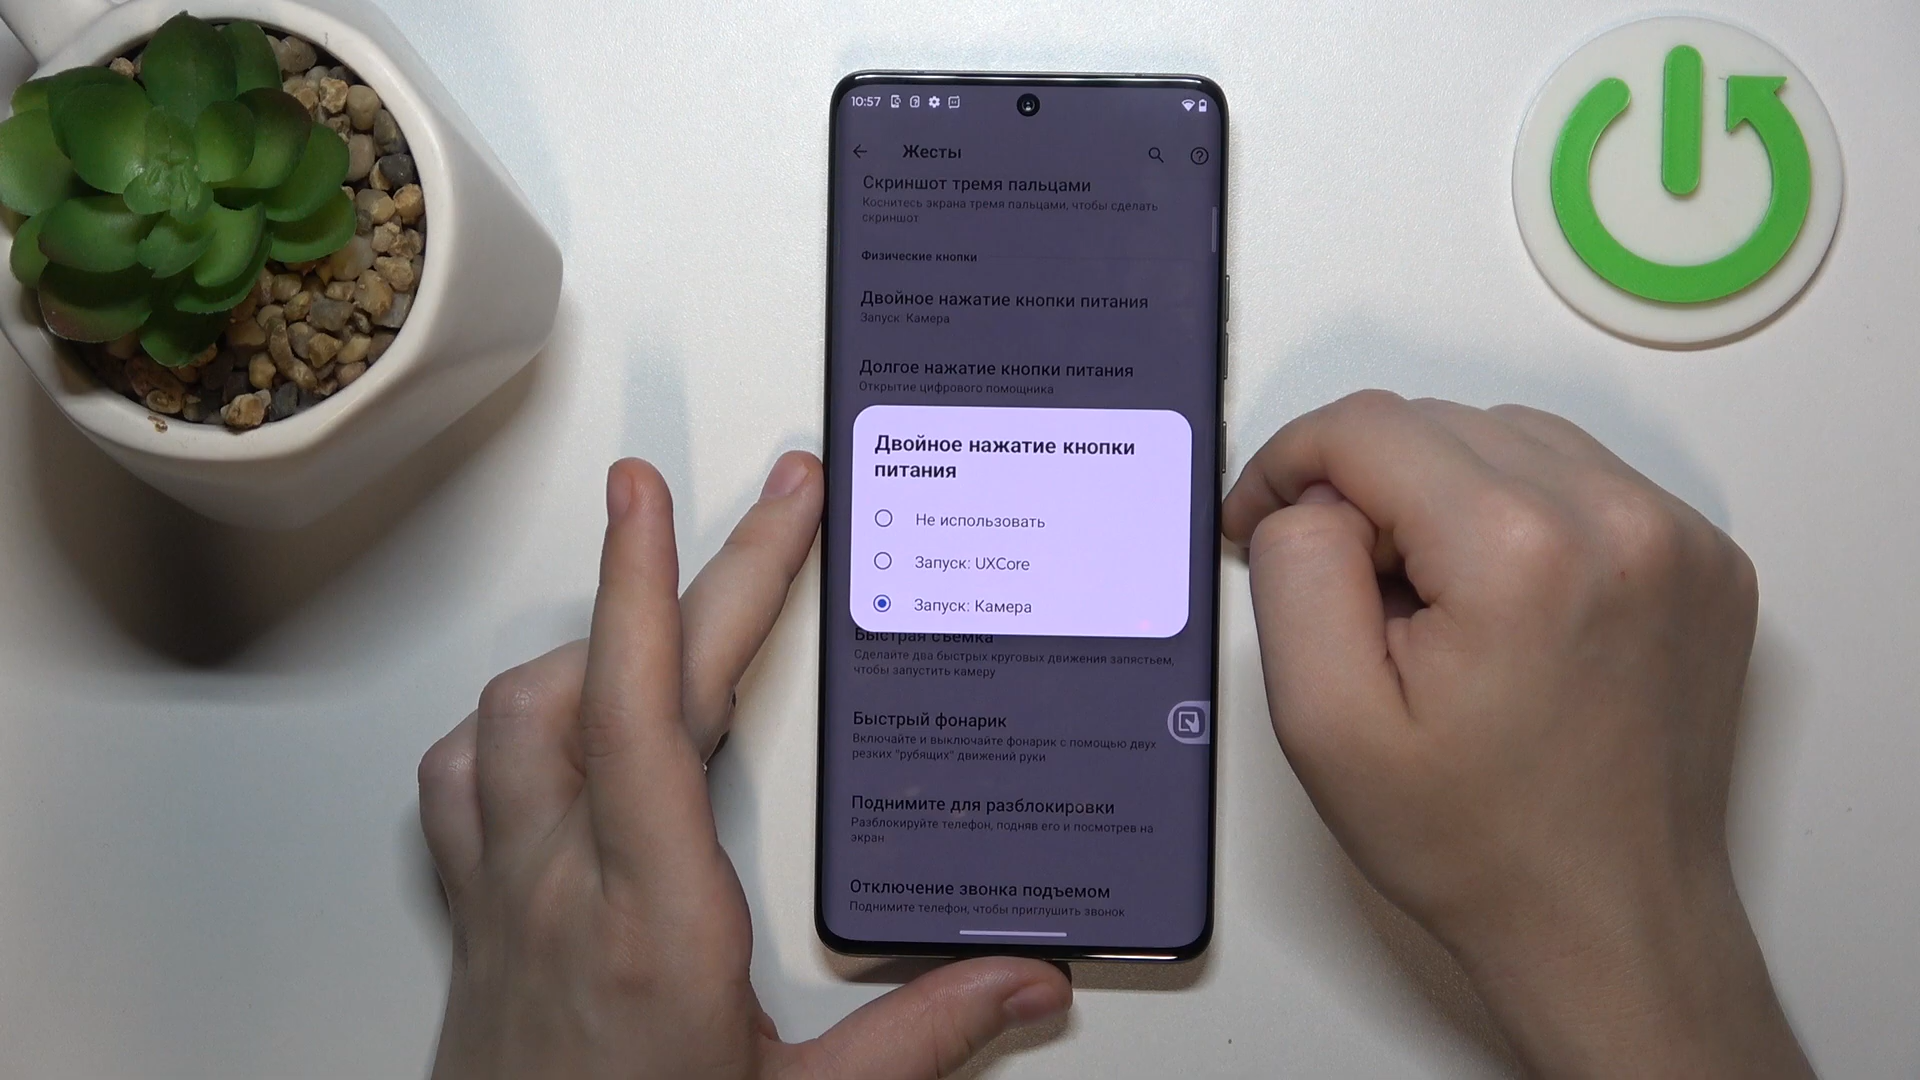 10:57
Жесты
Скриншот тремя пальцами
Коснитесь экрана тремя пальцами, чтобы сделать
скриншот
Физические кнопки
Двойное нажатие кнопки питания
Запуск: Камера
Долгое нажатие кнопки питания
Открытие цифрового помощника
Двойное нажатие кнопки
питания
Не использовать
Запуск: UXCore
Запуск: Камера
Быстрая съемка
Сделайте два быстрых круговых движения запястьем,
чтобы запустить камеру
Быстрый фонарик
Включайте и выключайте фонарик с помощью двух
резких "рубящих" движений руки
Поднимите для разблокировки
Разблокируйте телефон, подняв его и посмотрев на
экран
Отключение звонка подъемом
Поднимите телефон, чтобы приглушить звонок